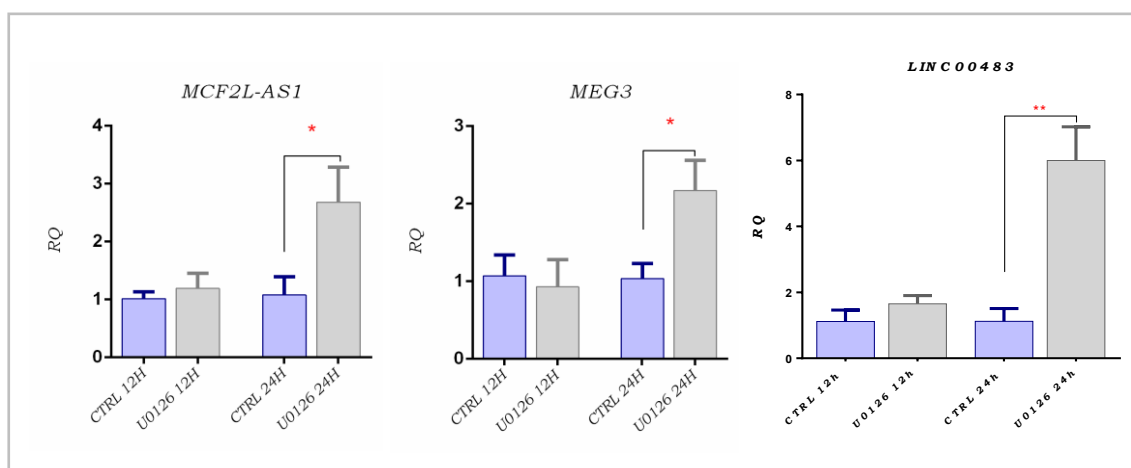 MCF2L-AS1
*
4
3
2
1
0
RQ
CTRL 12H
U0126 12H
CTRL 24H
U0126 24H
MEG3
*
3
2
1
0
RQ
CTRL 12H
U0126 12H
CTRL 24H
U0126 24H
LINC00483
**
8
6
4
2
0
RQ
CTRL 12h
U0126 12h
CTRL 24h
U0126 24h